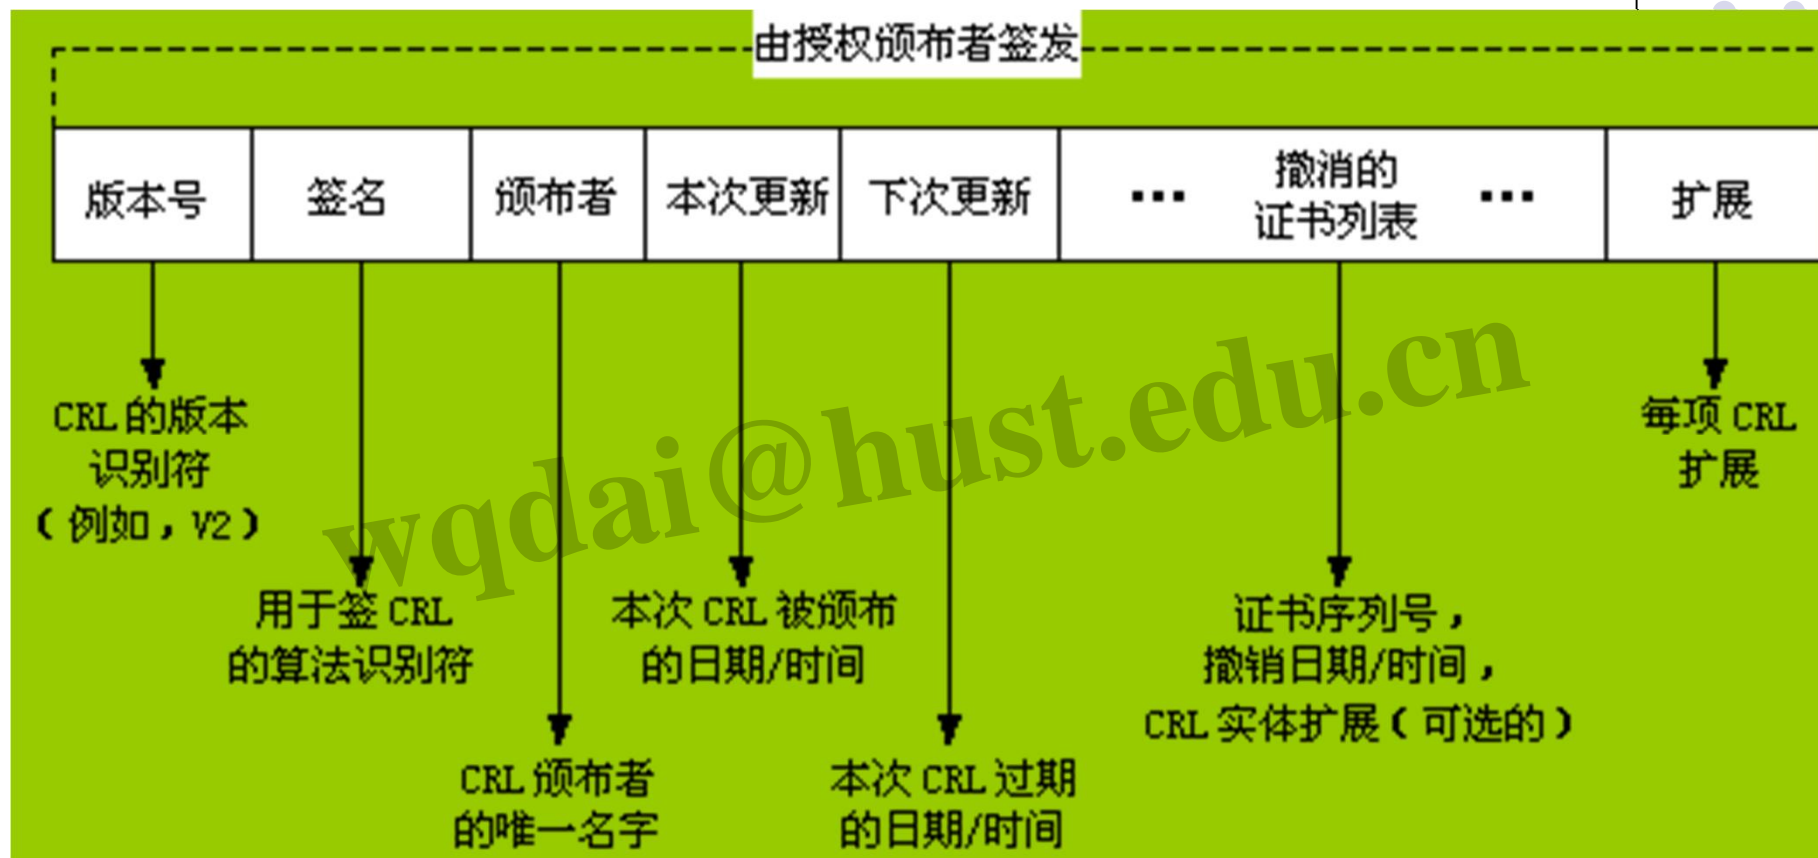 由授权颁布者签发
版本号
签名
颁布者
本次更新
下次更新
... 撤消的 ...
证书列表
扩展
CRL的版本
识别符
(例如,V2)
用于签CRL
的算法识别符
CRL颁布者
的唯一名字
本次CRL被颁布
的日期/时间
本次CRL过期
的日期/时间
证书序列号,
撤销日期/时间,
CRL实体扩展(可选的)
每项CRL
扩展
wqdai@hust.edu.cn